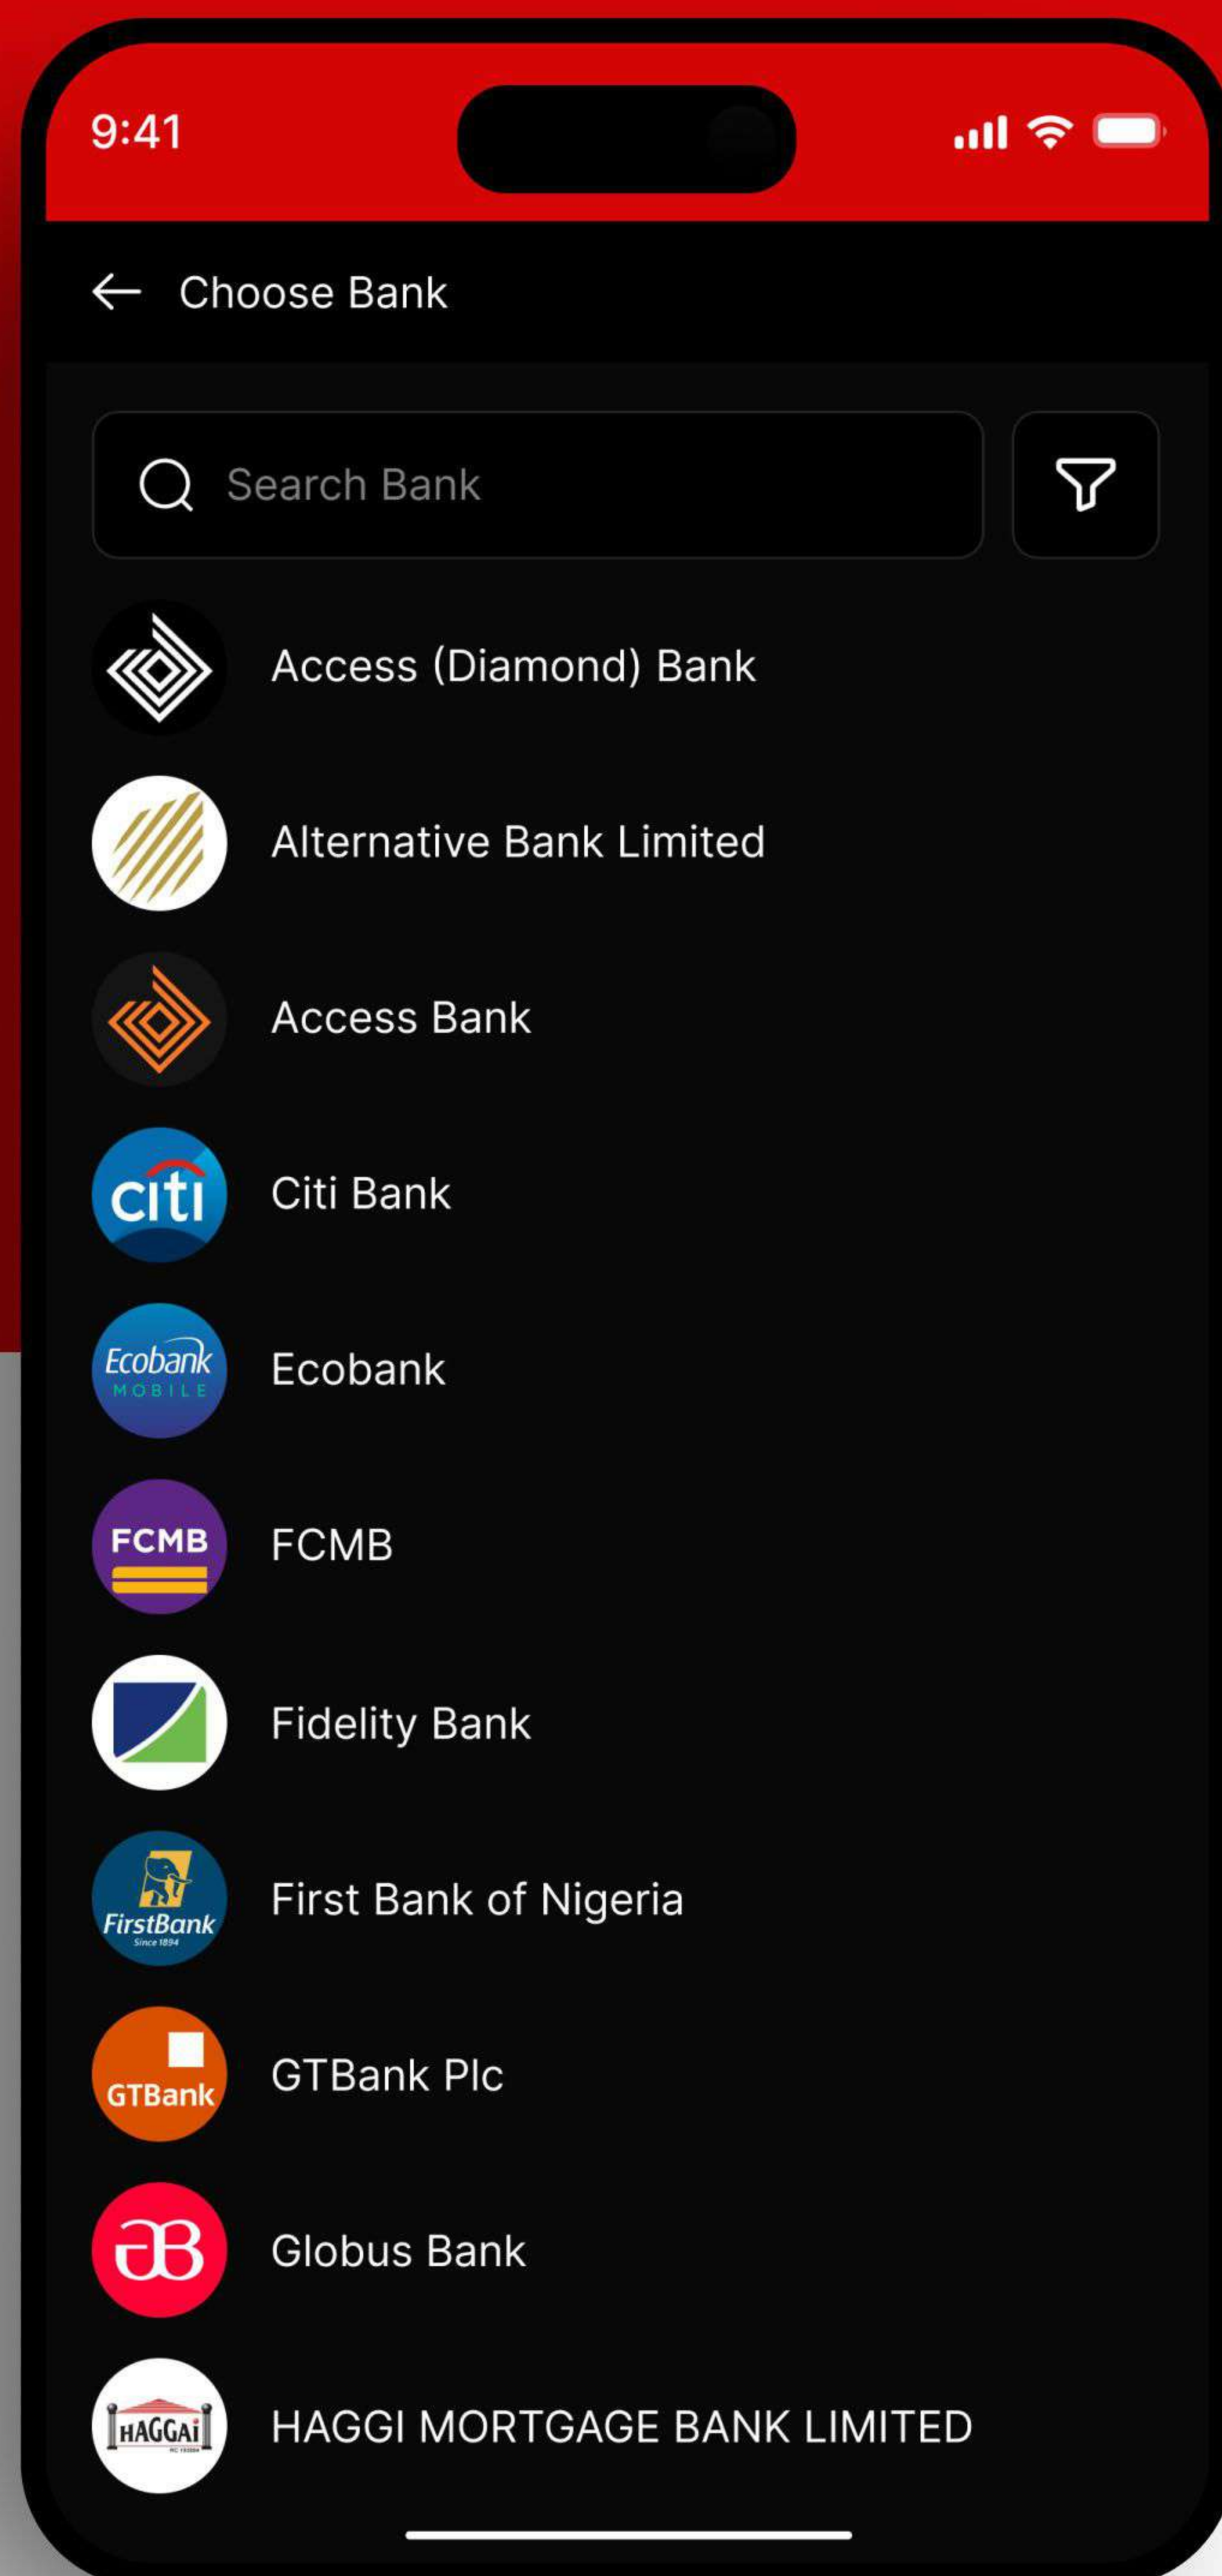 9:41
Choose Bank
Search Bank
Access (Diamond) Bank
Alternative Bank Limited
Access Bank
citi
Citi Bank
Ecobank
MOBILE
Ecobank
FCMB
FCMB
Fidelity Bank
FirstBank
Since 1894
First Bank of Nigeria
GTBank
GTBank Plc
GB
Globus Bank
HAGGAi
HAGGI MORTGAGE BANK LIMITED